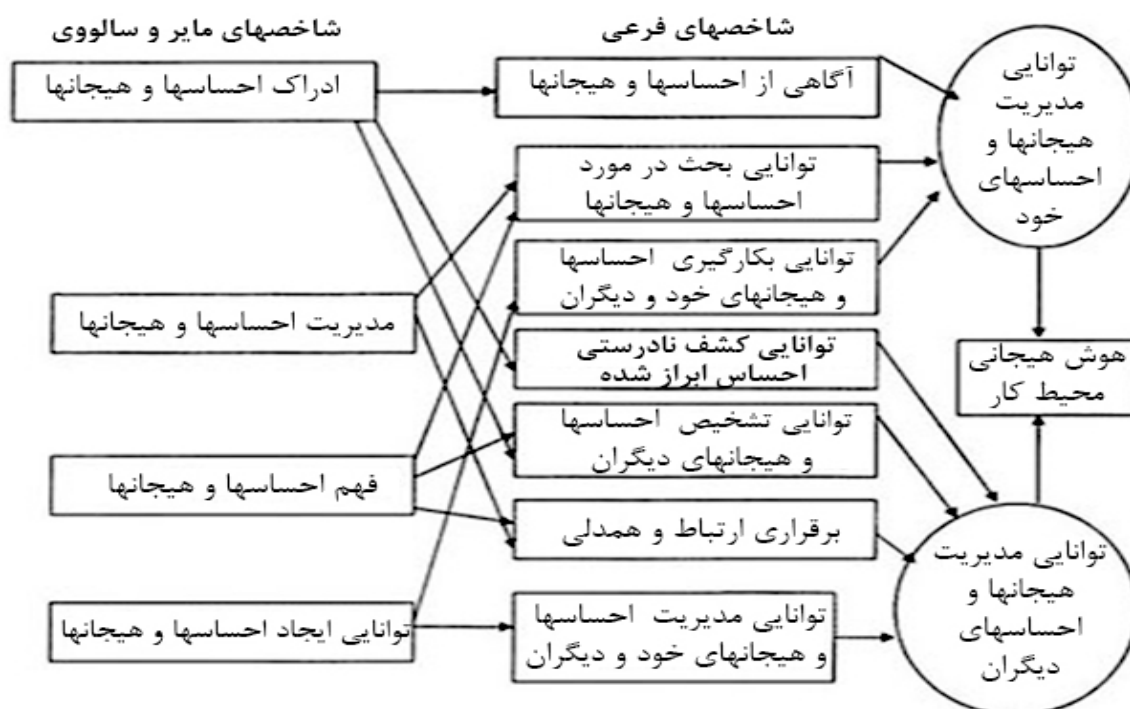 شاخصهای مایر و سالووی
شاخصهای فرعی
ادراک احساسها و هیجانها
مدیریت احساسها و هیجانها
فهم احساسها و هیجانها
توانایی ایجاد احساسها و هیجانها
آگاهی از احساسها و هیجانها
توانایی بحث در مورد
احساسها و هیجانها
توانایی بکارگیری احساسها
و هیجانهای خود و دیگران
توانایی کشف نادرستی
احساس ابراز شده
توانایی تشخیص احساسها
و هیجانهای دیگران
برقراری ارتباط و همدلی
توانایی مدیریت احساسها
و هیجانهای خود و دیگران
توانایی
مدیریت
هیجانها و
احساسهای
خود
هوش هیجانی
محیط کار
توانایی مدیریت
هیجانها و
احساسهای
دیگران